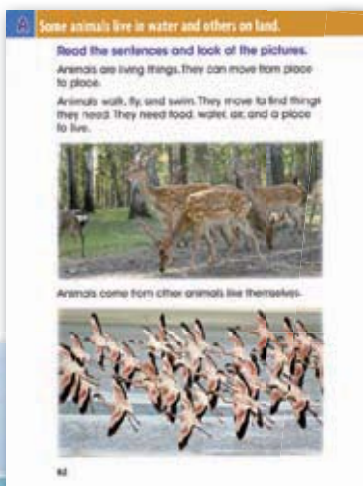 A Some animals live in water and others on land.
Read the sentences and look at the pictures.
Animals are living things. They can move from place
to place.
Animals walk, fly, and swim. They move to find things
they need. They need food, water, air, and a place
to live.
Animals come from other animals like themselves.